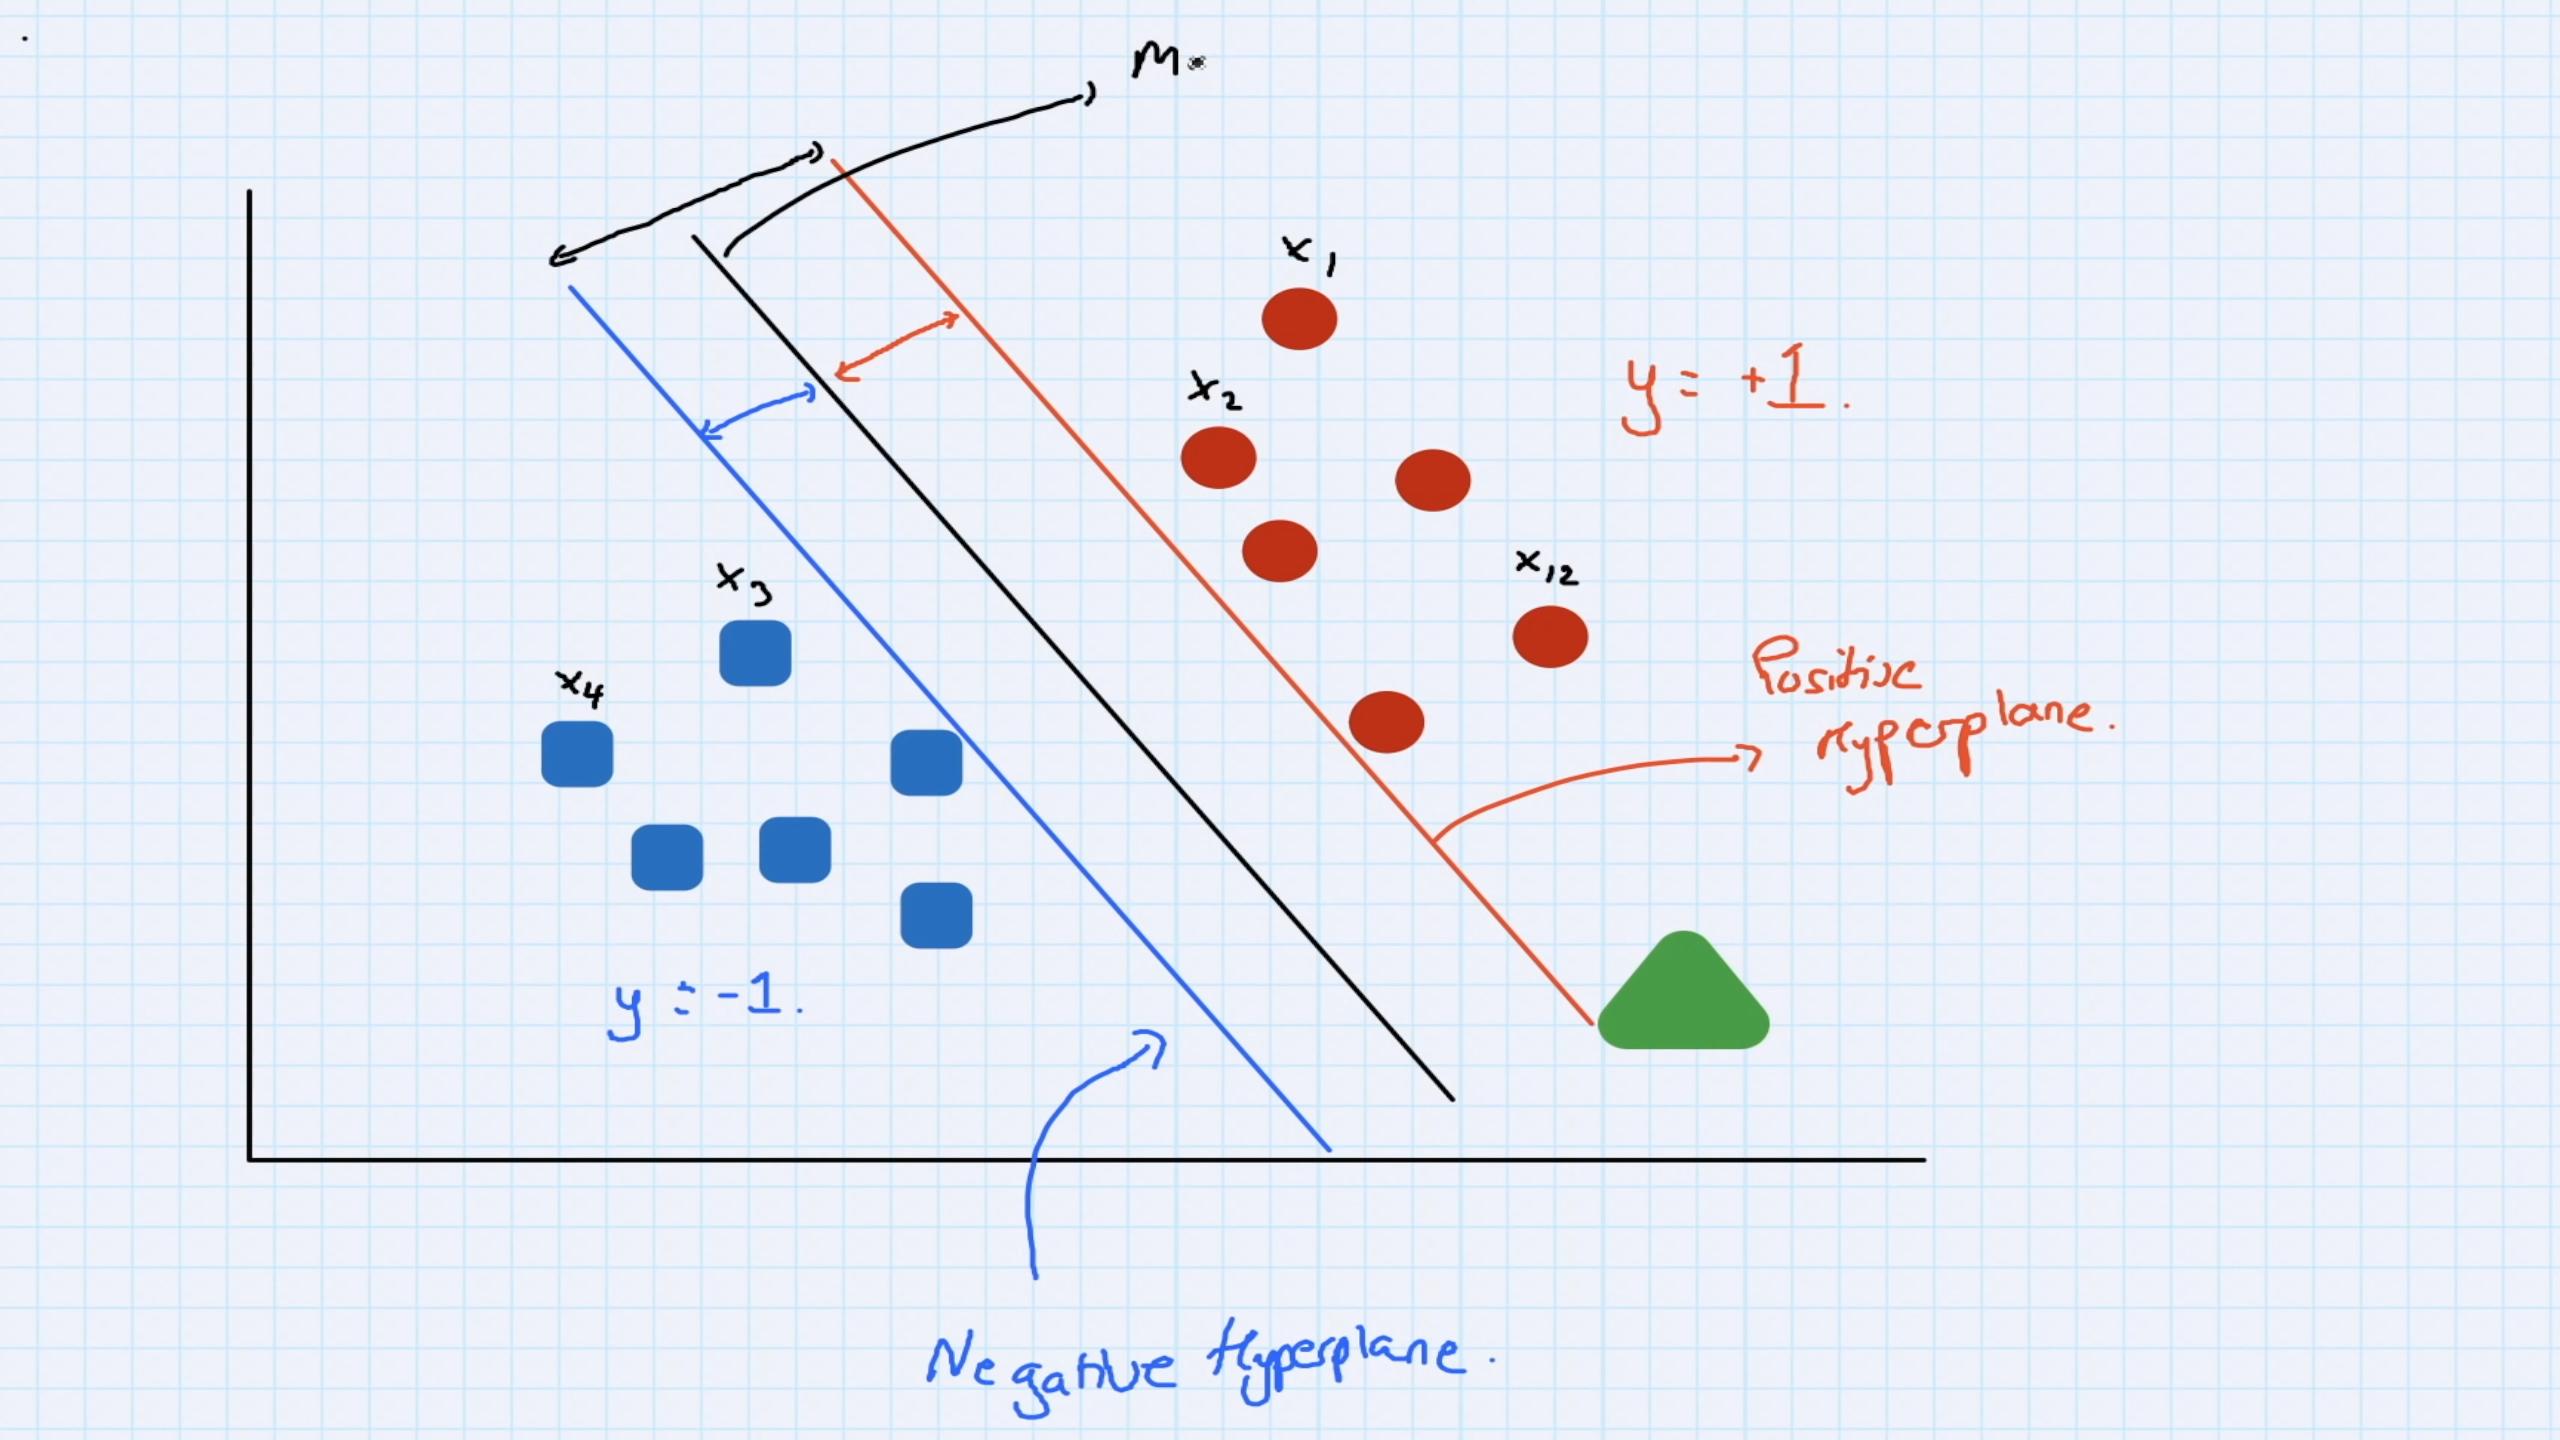 M
x1
x2
y = +1.
x12
x3
Positive
Hyperplane.
x4
y = -1.
Negative Hyperplane.